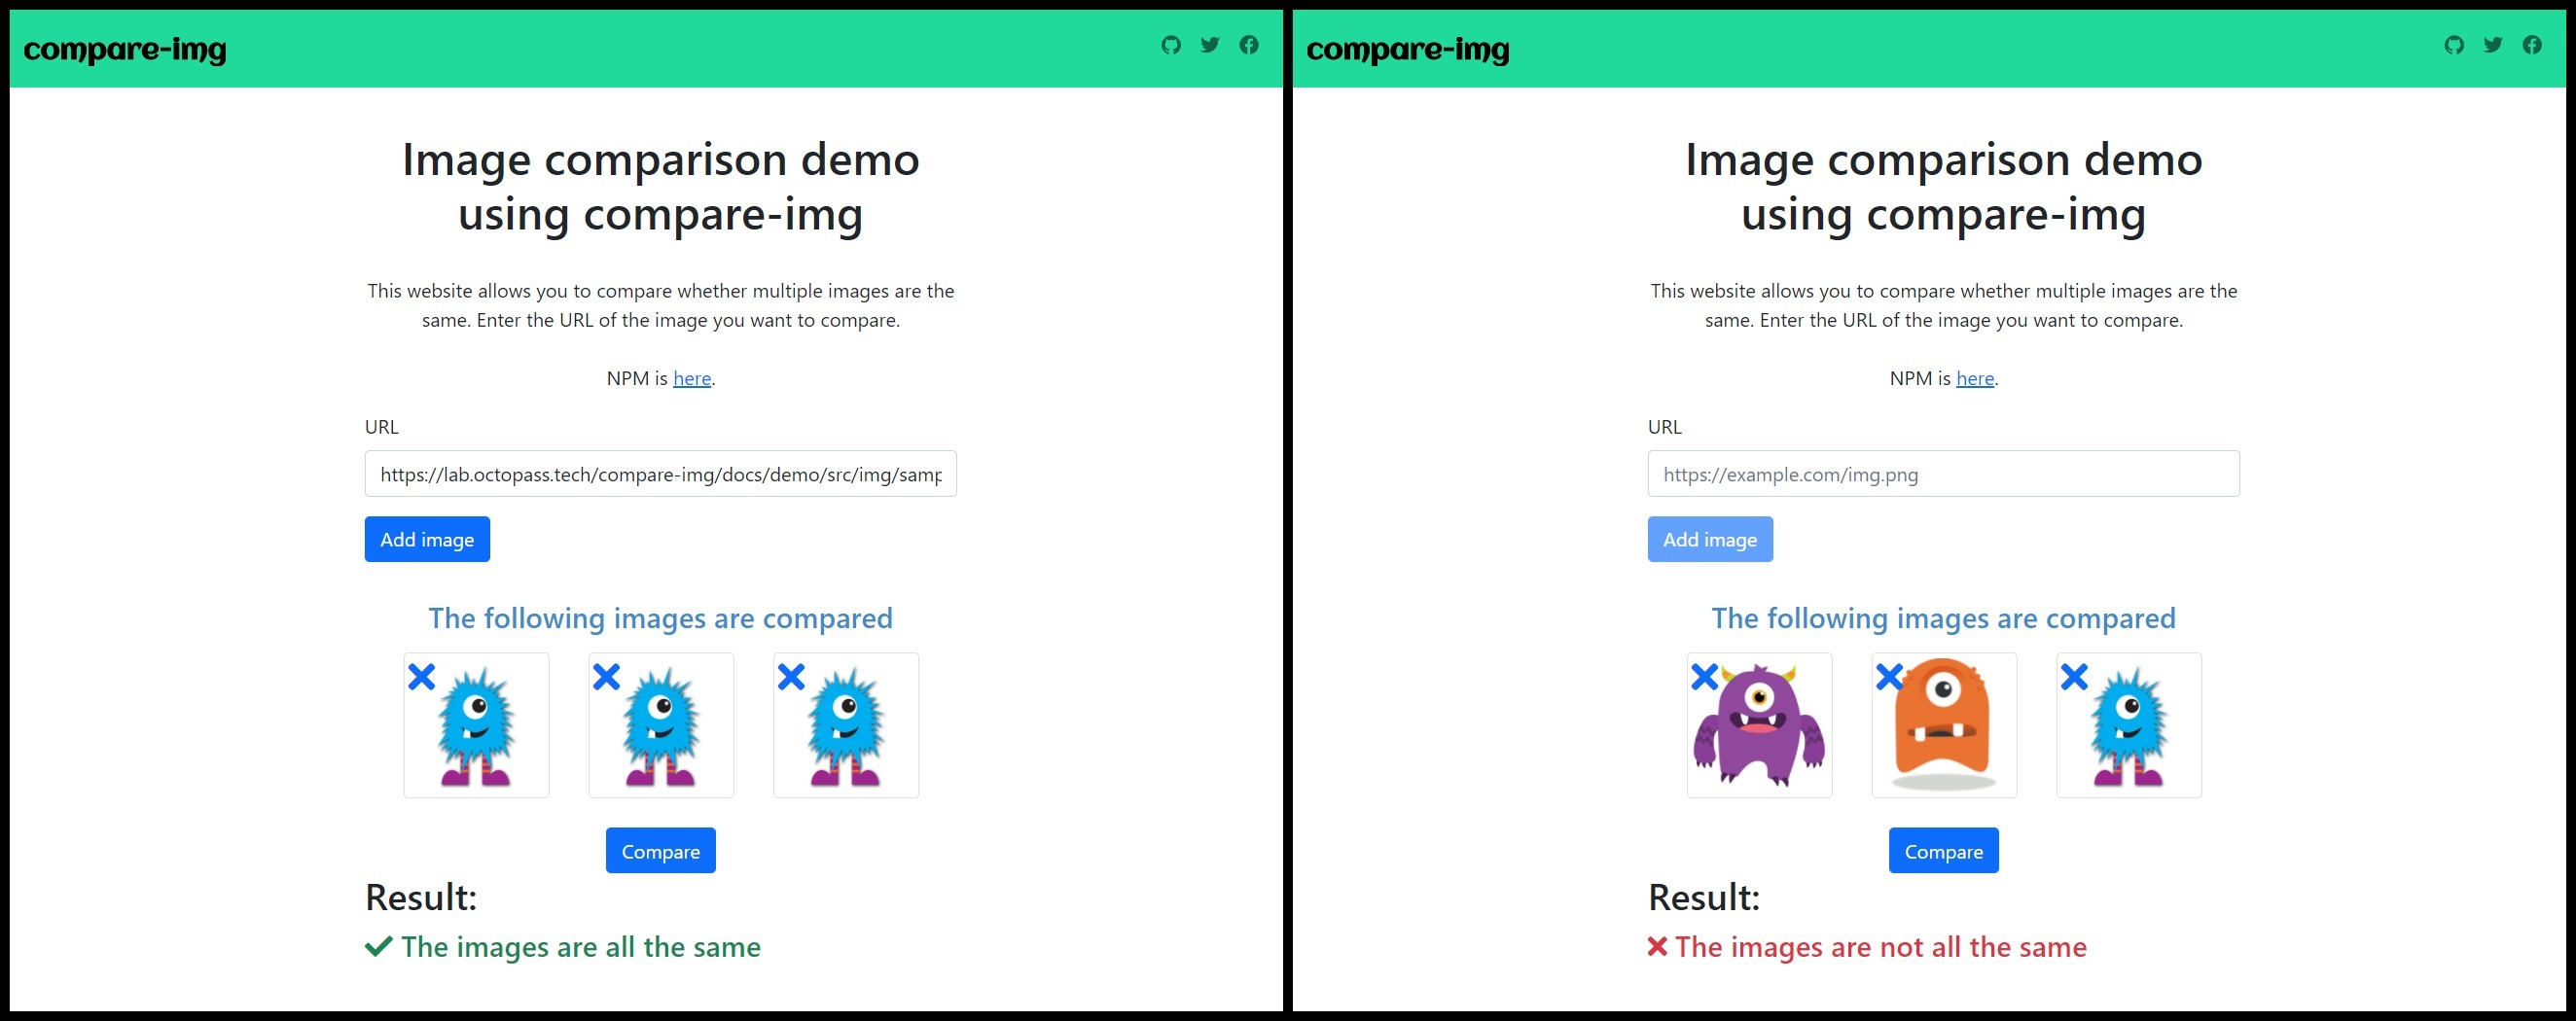 compare-img
Image comparison demo
using compare-img
This website allows you to compare whether multiple images are the
same. Enter the URL of the image you want to compare.
NPM is here.
URL
https://lab.octopass.tech/compare-img/docs/demo/src/img/samp
Add image
The following images are compared
Compare
Result:
The images are all the same
compare-img
Image comparison demo
using compare-img
This website allows you to compare whether multiple images are the
same. Enter the URL of the image you want to compare.
NPM is here.
URL
https://example.com/img.png
Add image
The following images are compared
Compare
Result:
The images are not all the same